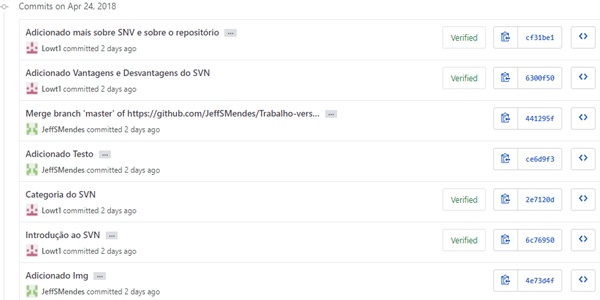 Commits on Apr 24, 2018
Adicionado mais sobre SNV e sobre o repositório ...
Lowt1 committed 2 days ago
Verified
cf31be1
Adicionado Vantagens e Desvantagens do SVN
Lowt1 committed 2 days ago
Verified
6300f50
Merge branch 'master' of https://github.com/JeffSMendes/Trabalho-vers... ...
JeffSMendes committed 2 days ago
441295f
Adicionado Testo ...
JeffSMendes committed 2 days ago
ce6d9f3
Categoria do SVN
Lowt1 committed 2 days ago
Verified
2e7120d
Introdução ao SVN ...
Lowt1 committed 2 days ago
Verified
6c76950
Adicionado Img ...
JeffSMendes committed 2 days ago
4e73d4f